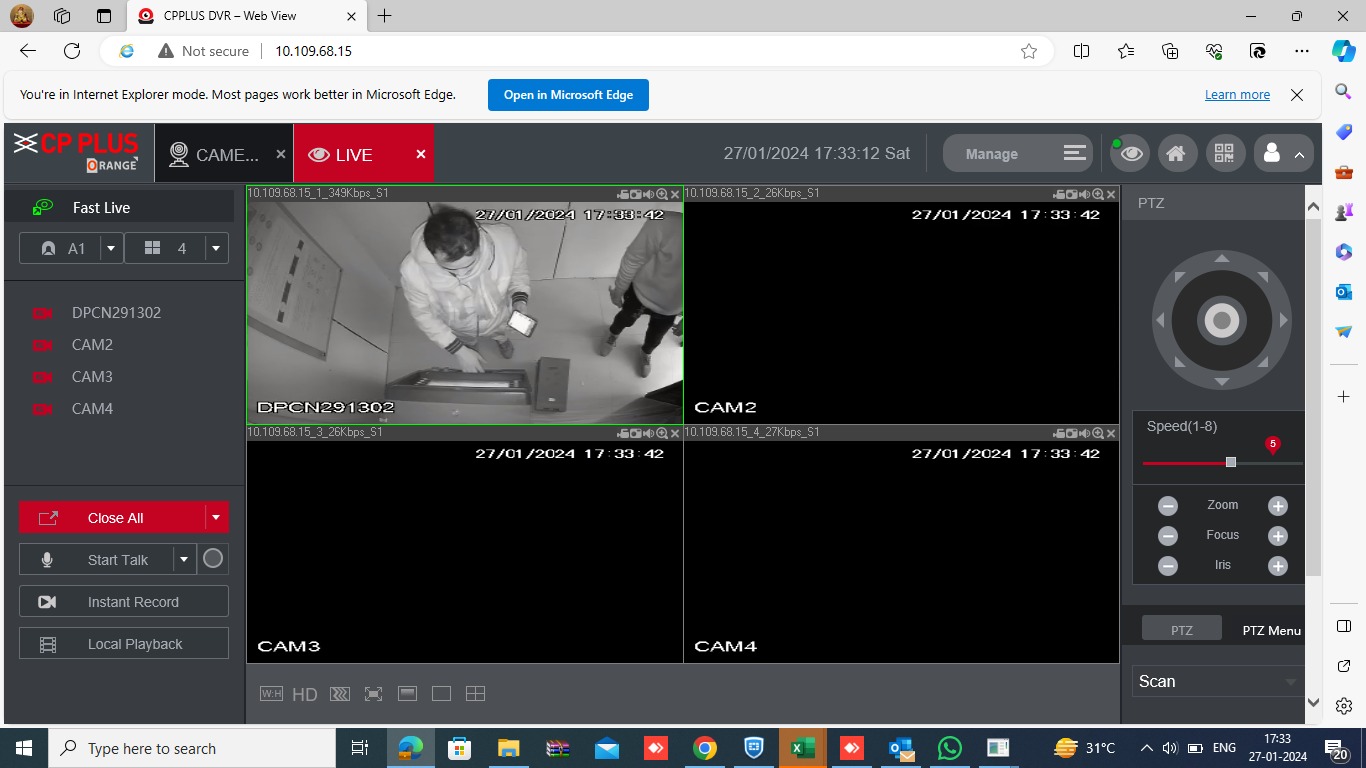 CPPLUS DVR – Web View
Not secure
10.109.68.15
You're in Internet Explorer mode. Most pages work better in Microsoft Edge.
Open in Microsoft Edge
Learn more
CP PLUS
ORANGE
CAME...
LIVE
27/01/2024 17:33:12 Sat
Manage
Fast Live
A1
4
DPCN291302
CAM2
CAM3
CAM4
Close All
Start Talk
Instant Record
Local Playback
10.109.68.15_1_349Kbps_S1
27/01/2024 17:33:42
DPCN291302
10.109.68.15_2_26Kbps_S1
27/01/2024 17:33:42
CAM2
10.109.68.15_3_26Kbps_S1
27/01/2024 17:33:42
CAM3
10.109.68.15_4_27Kbps_S1
27/01/2024 17:33:42
CAM4
W:H
HD
PTZ
Speed(1-8)
5
Zoom
Focus
Iris
PTZ
PTZ Menu
Scan
Type here to search
31°C
ENG
17:33
27-01-2024
20